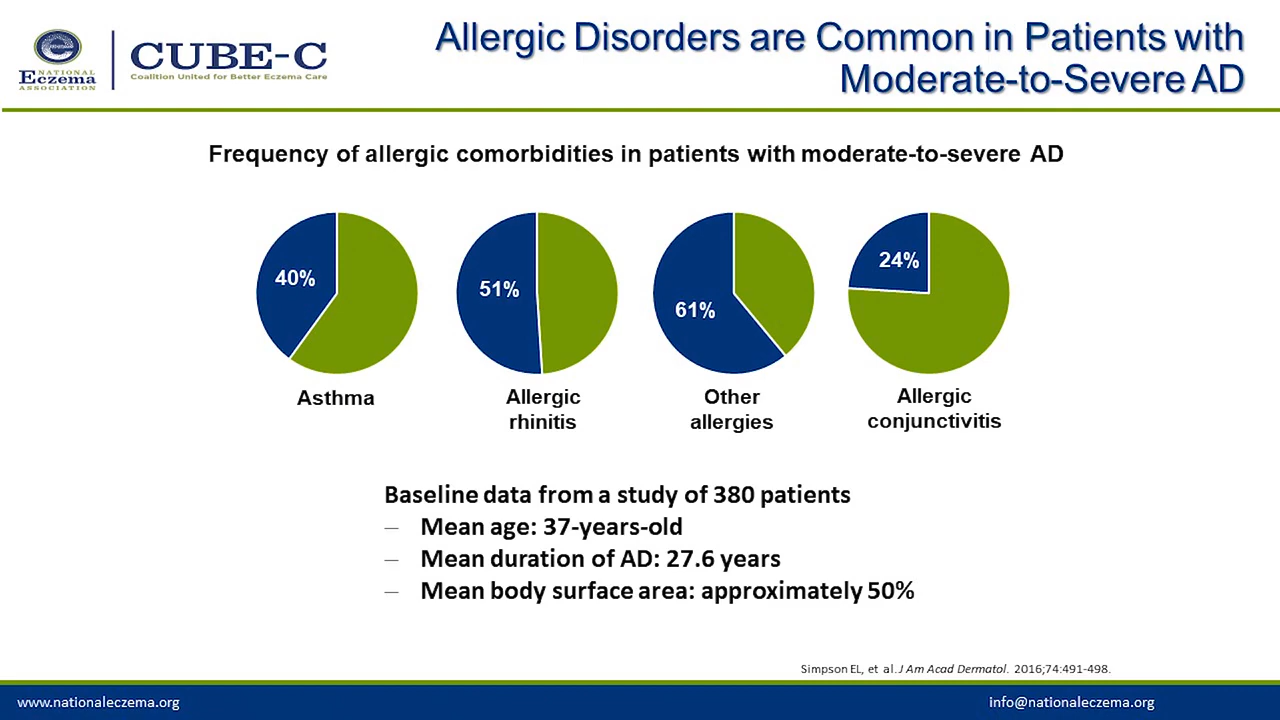 NATIONAL
Eczema
ASSOCIATION
CUBE-C
Coalition United for Better Eczema Care
Allergic Disorders are Common in Patients with
Moderate-to-Severe AD
Frequency of allergic comorbidities in patients with moderate-to-severe AD
40%
51%
61%
24%
Asthma
Allergic
rhinitis
Other
allergies
Allergic
conjunctivitis
Baseline data from a study of 380 patients
– Mean age: 37-years-old
– Mean duration of AD: 27.6 years
– Mean body surface area: approximately 50%
Simpson EL, et al. J Am Acad Dermatol. 2016;74:491-498.
www.nationaleczema.org
info@nationaleczema.org